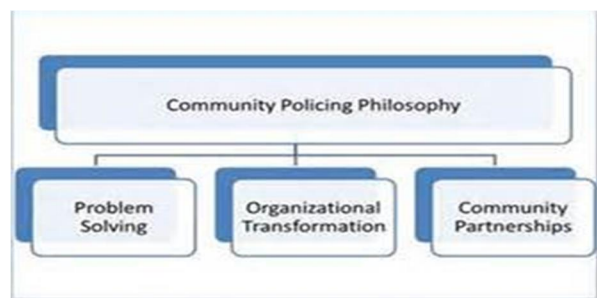 Community Policing Philosophy
Problem
Solving
Organizational
Transformation
Community
Partnerships